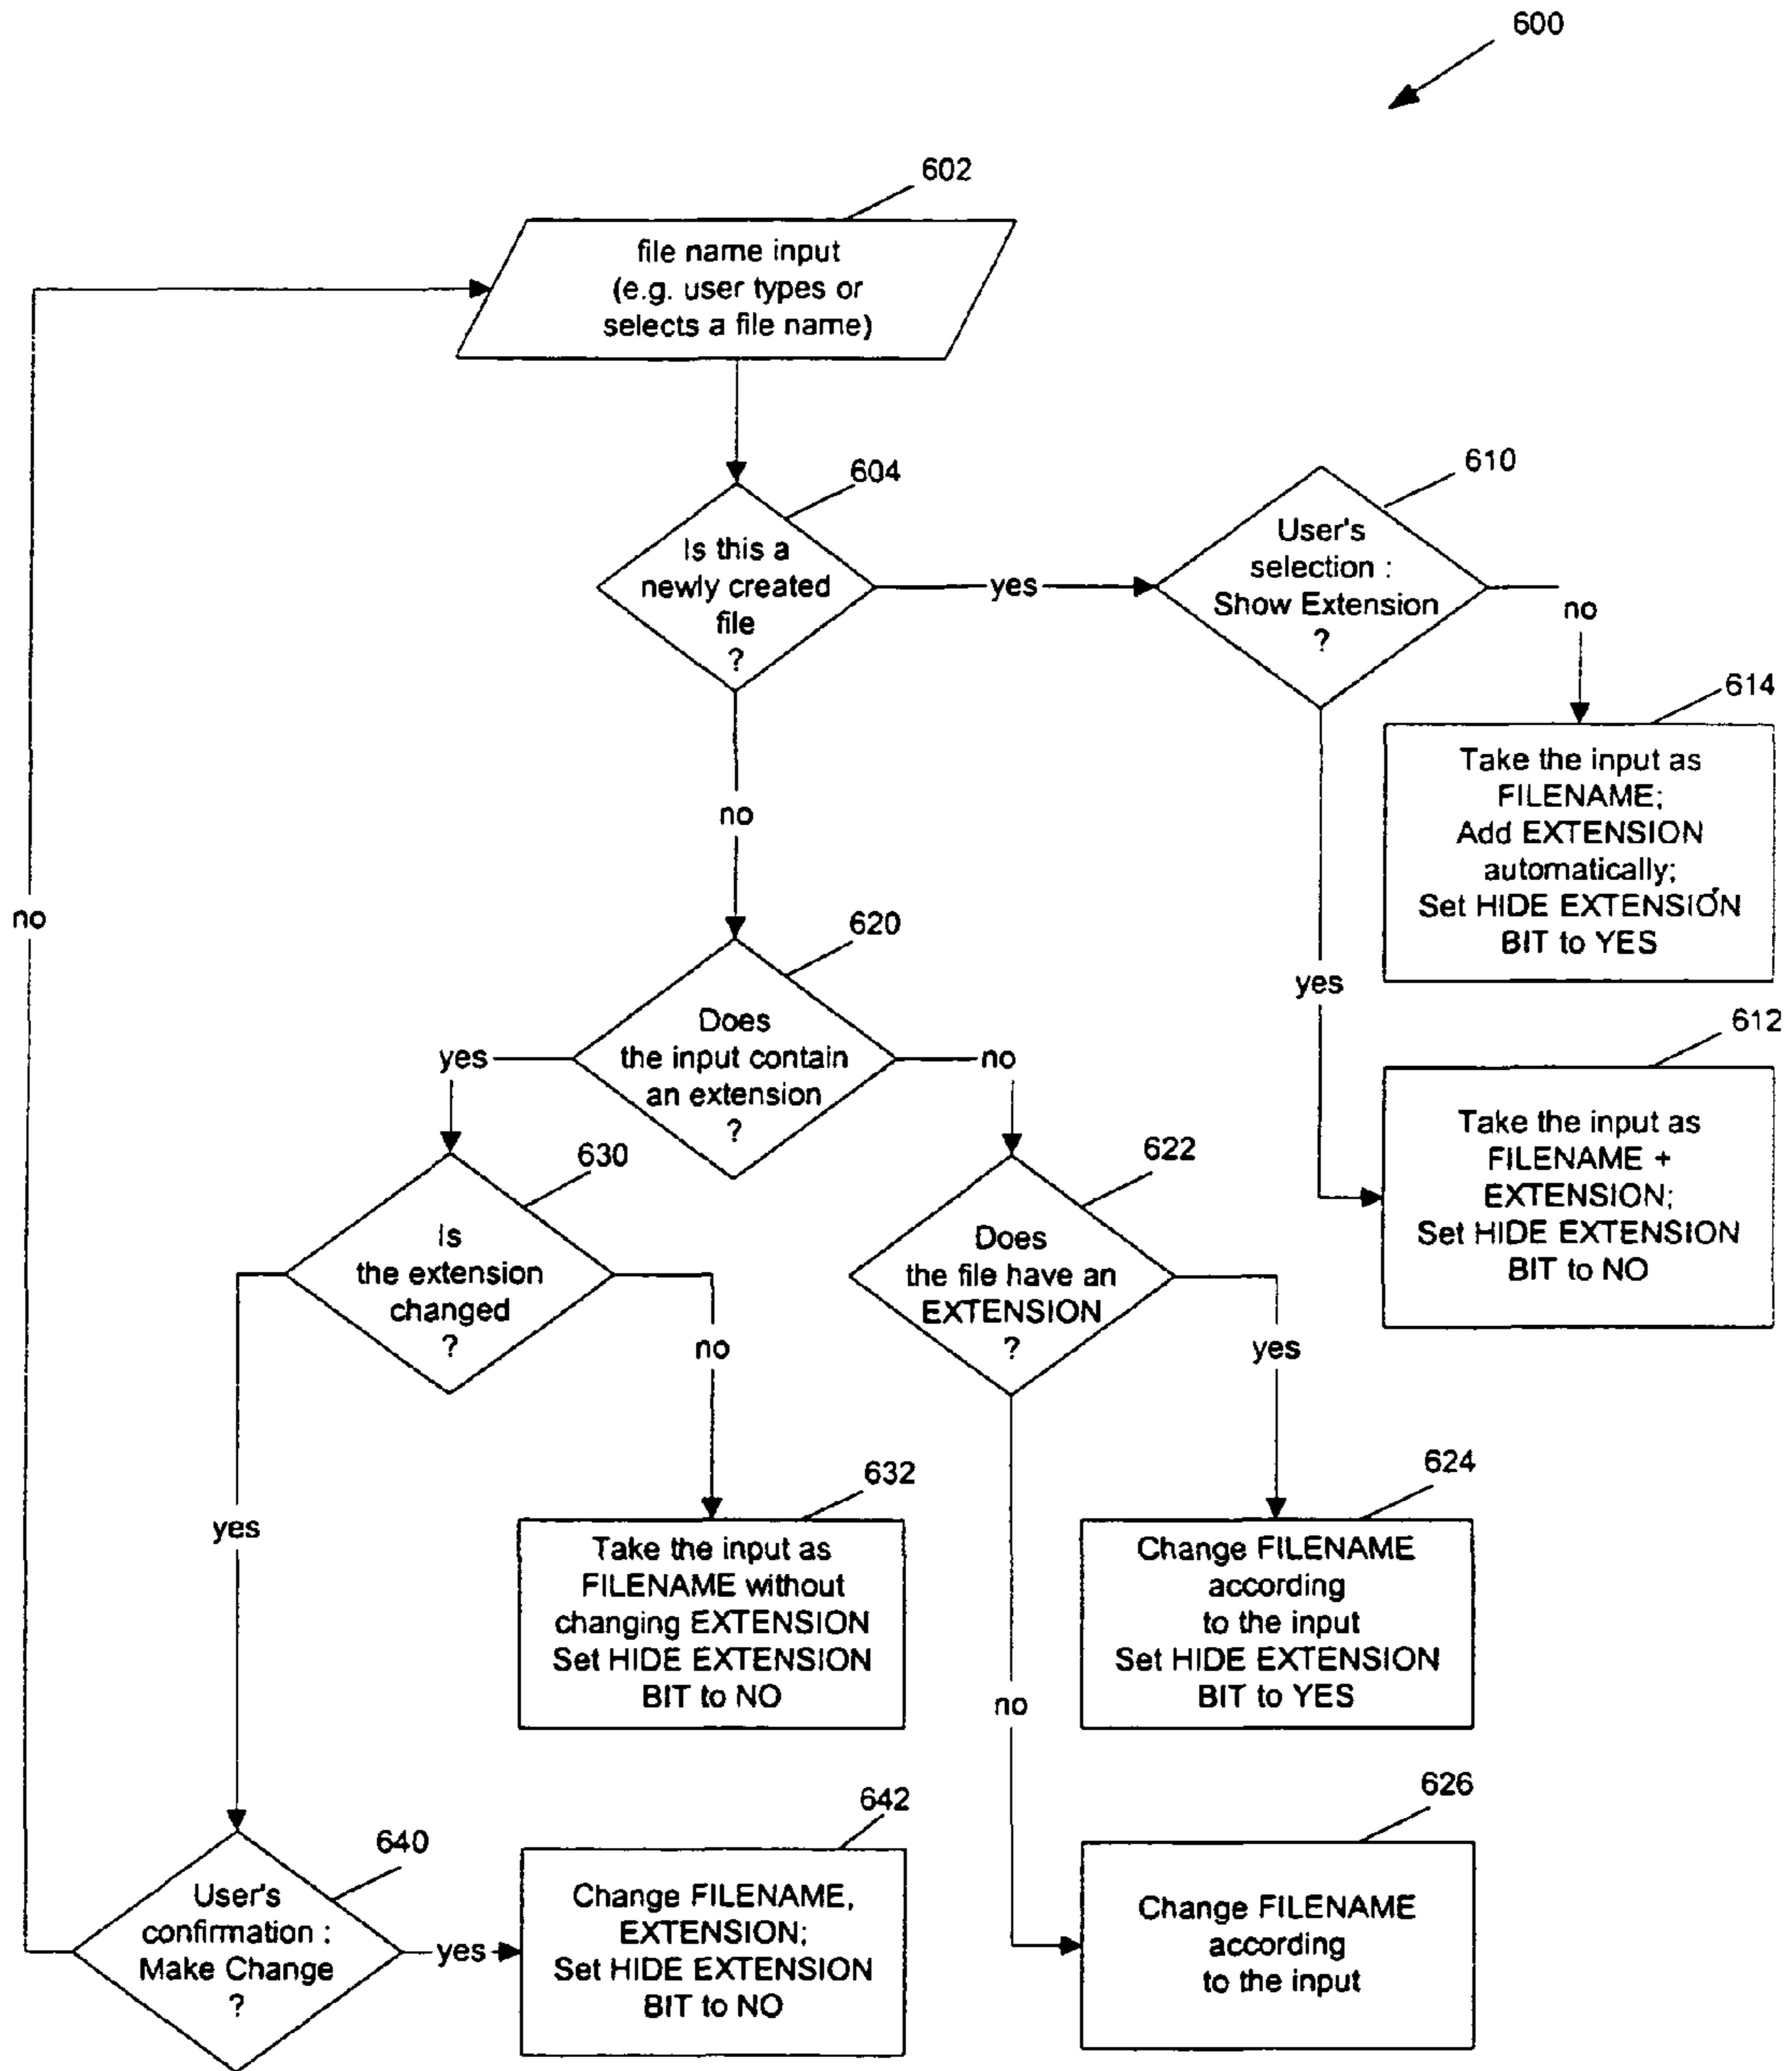 600
602
file name input
(e.g. user types or
selects a file name)
604
Is this a
newly created
file
?
yes
610
User's
selection :
Show Extension
?
no
614
Take the input as
FILENAME;
Add EXTENSION
automatically;
Set HIDE EXTENSION
BIT to YES
yes
612
Take the input as
FILENAME +
EXTENSION;
Set HIDE EXTENSION
BIT to NO
no
no
620
Does
the input contain
an extension
?
yes
no
630
Is
the extension
changed
?
622
Does
the file have an
EXTENSION
?
no
yes
632
Take the input as
FILENAME without
changing EXTENSION
Set HIDE EXTENSION
BIT to NO
624
Change FILENAME
according
to the input
Set HIDE EXTENSION
BIT to YES
yes
no
640
User's
confirmation :
Make Change
?
yes
642
Change FILENAME,
EXTENSION;
Set HIDE EXTENSION
BIT to NO
626
Change FILENAME
according
to the input